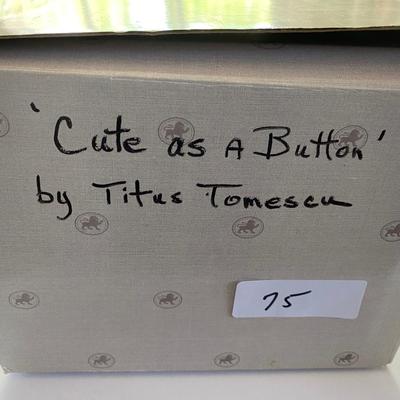 'Cute as A Button'
by Titus Tomescu
75